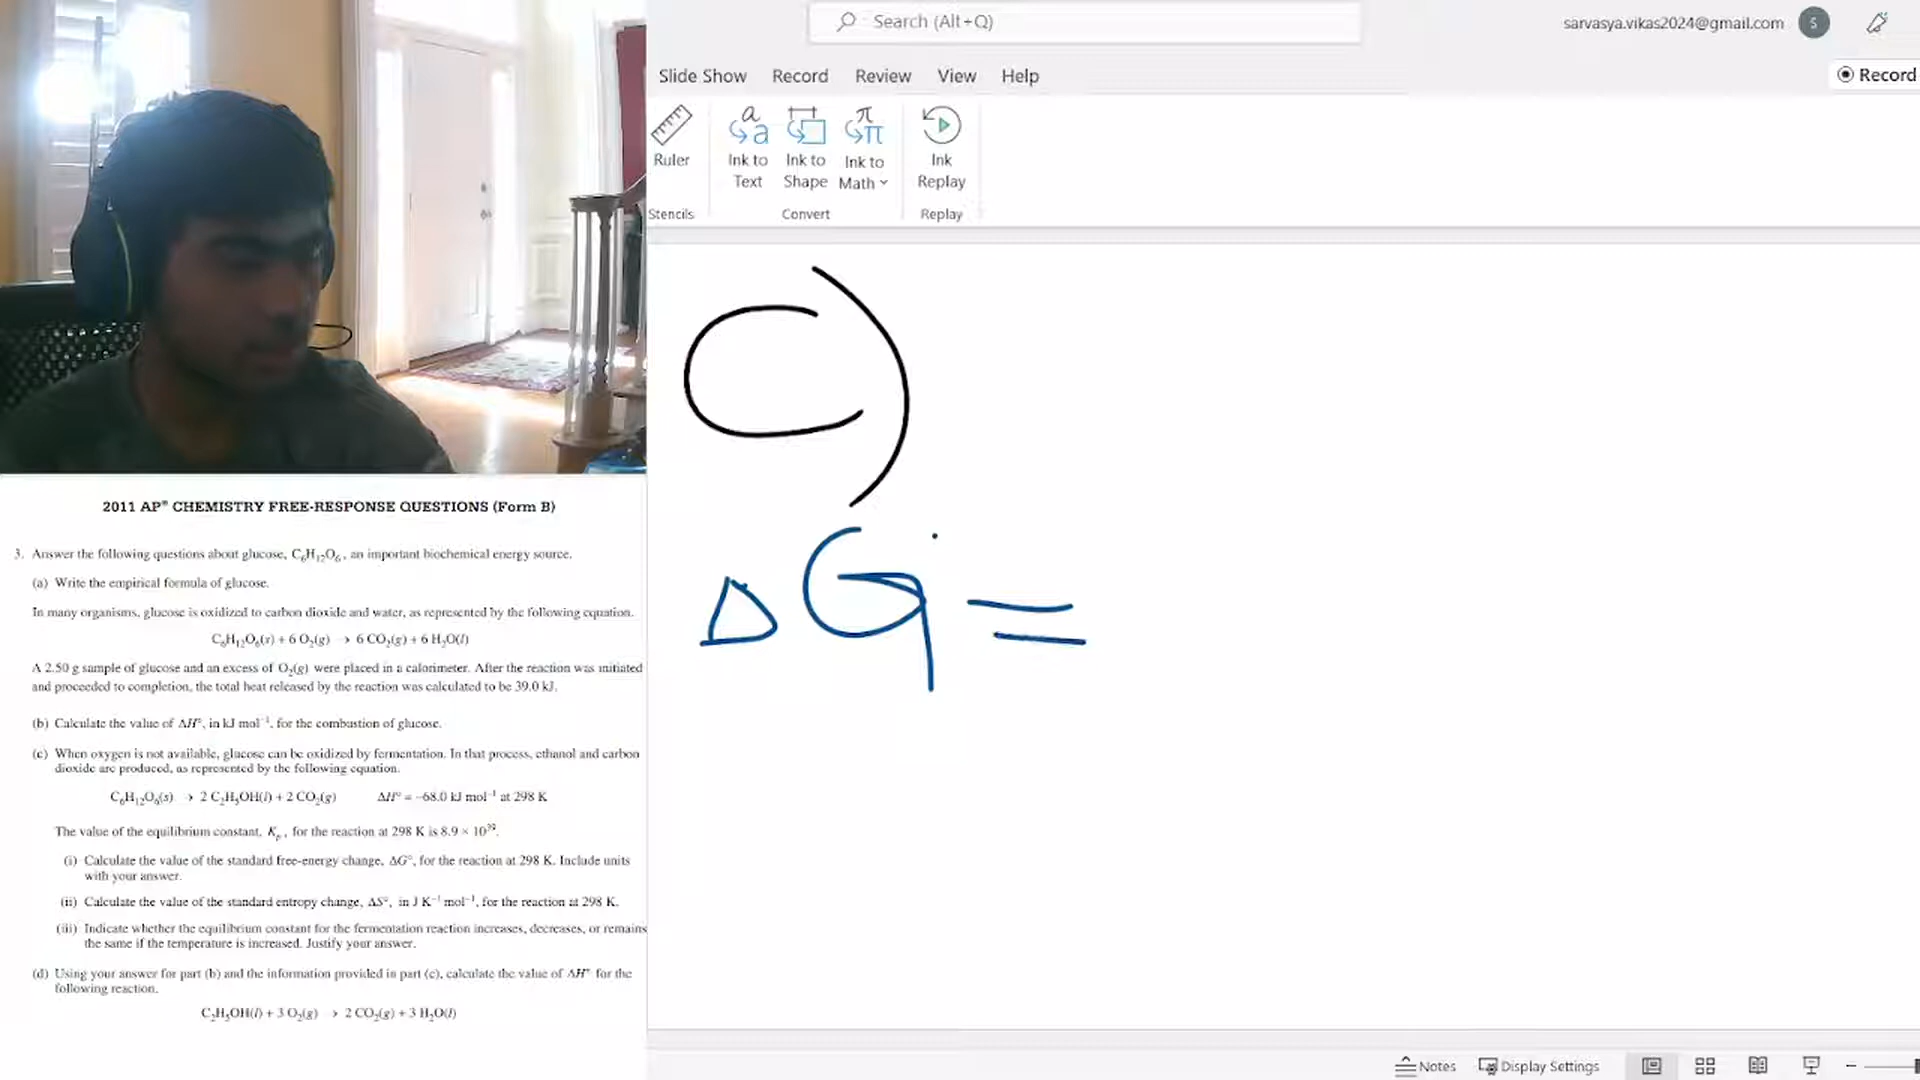 Search (Alt+Q)
sarvasya.vikas2024@gmail.com
S
Slide Show Record Review View Help
Record
Ruler
Ink to Text
Ink to Shape
Ink to Math
Ink Replay
Stencils
Convert
Replay
c)
ΔG =
2011 AP® CHEMISTRY FREE-RESPONSE QUESTIONS (Form B)
3. Answer the following questions about glucose, C₆H₁₂O₆, an important biochemical energy source.
(a) Write the empirical formula of glucose.
In many organisms, glucose is oxidized to carbon dioxide and water, as represented by the following equation.
C₆H₁₂O₆(s) + 6 O₂(g) → 6 CO₂(g) + 6 H₂O(l)
A 2.50 g sample of glucose and an excess of O₂(g) were placed in a calorimeter. After the reaction was initiated
and proceeded to completion, the total heat released by the reaction was calculated to be 39.0 kJ.
(b) Calculate the value of ΔH°, in kJ mol⁻¹, for the combustion of glucose.
(c) When oxygen is not available, glucose can be oxidized by fermentation. In that process, ethanol and carbon
dioxide are produced, as represented by the following equation.
C₆H₁₂O₆(s) → 2 C₂H₅OH(l) + 2 CO₂(g) ΔH° = −68.0 kJ mol⁻¹ at 298 K
The value of the equilibrium constant, Kₚ, for the reaction at 298 K is 8.9 × 10³⁹.
(i) Calculate the value of the standard free-energy change, ΔG°, for the reaction at 298 K. Include units
with your answer.
(ii) Calculate the value of the standard entropy change, ΔS°, in J K⁻¹ mol⁻¹, for the reaction at 298 K.
(iii) Indicate whether the equilibrium constant for the fermentation reaction increases, decreases, or remains
the same if the temperature is increased. Justify your answer.
(d) Using your answer for part (b) and the information provided in part (c), calculate the value of ΔH° for the
following reaction.
C₂H₅OH(l) + 3 O₂(g) → 2 CO₂(g) + 3 H₂O(l)
Notes Display Settings